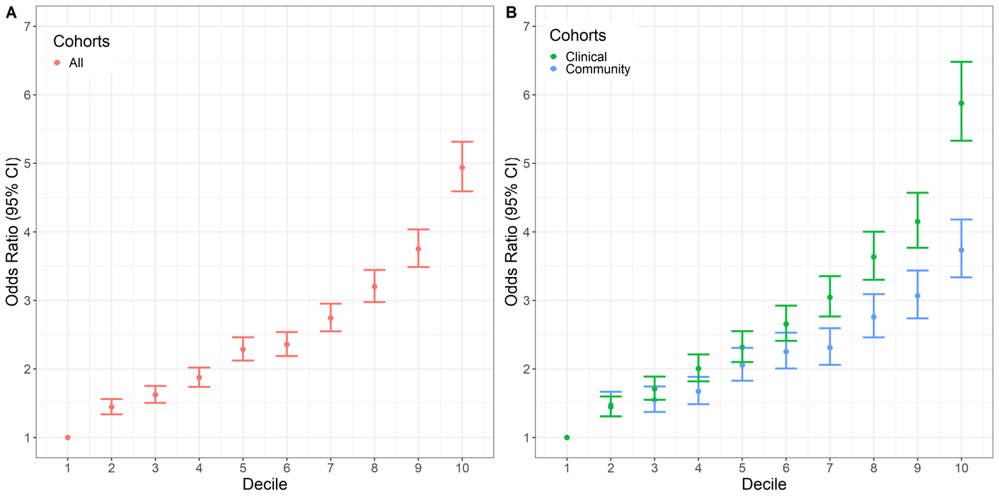 A
Cohorts
All
7
6
5
4
3
2
1
Odds Ratio (95% CI)
1 2 3 4 5 6 7 8 9 10
Decile
B
Cohorts
Clinical
Community
7
6
5
4
3
2
1
Odds Ratio (95% CI)
1 2 3 4 5 6 7 8 9 10
Decile